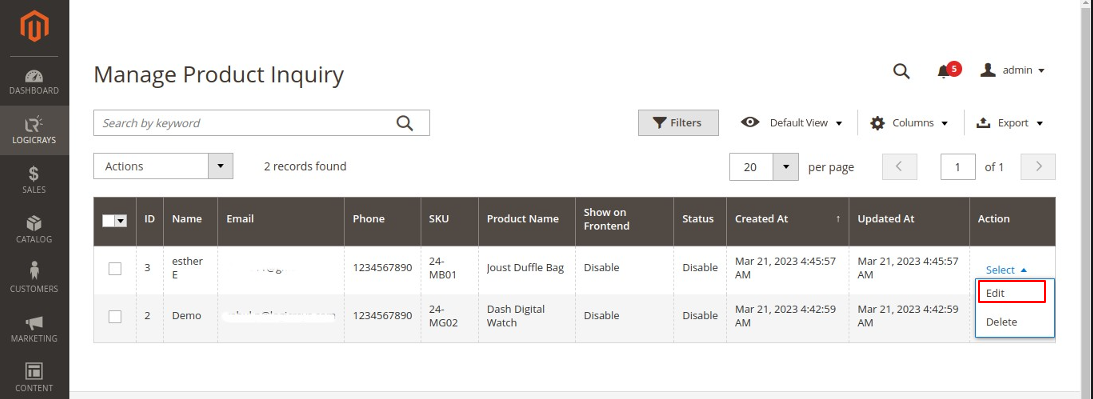 Manage Product Inquiry
5
admin
Search by keyword
Filters
Default View
Columns
Export
Actions
2 records found
20
per page
1
of 1
ID
Name
Email
Phone
SKU
Product Name
Show on
Frontend
Status
Created At
↑
Updated At
Action
3
esther
E
1234567890
24-
MB01
Joust Duffle Bag
Disable
Disable
Mar 21, 2023 4:45:57
AM
Mar 21, 2023 4:45:57
AM
Select
Edit
Delete
2
Demo
1234567890
24-
MG02
Dash Digital
Watch
Disable
Disable
Mar 21, 2023 4:42:59
AM
Mar 21, 2023 4:42:59
AM
DASHBOARD
LOGICRAYS
$
SALES
CATALOG
CUSTOMERS
MARKETING
CONTENT